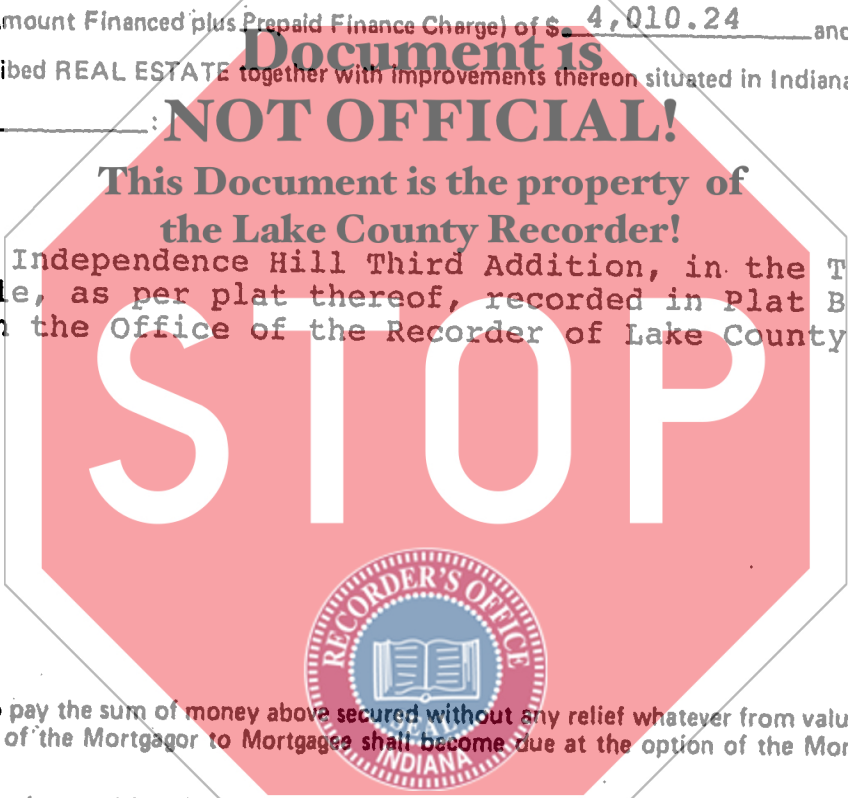 mount Financed plus Prepaid Finance Charge) of $ 4,010.24 and
Document is
ibed REAL ESTATE together with improvements thereon situated in Indiana
NOT OFFICIAL!
This Document is the property of
the Lake County Recorder!
Independence Hill Third Addition, in the T
le, as per plat thereof, recorded in Plat B
the Office of the Recorder of Lake County
STOP
RECORDER'S OFFICE
SEAL
INDIANA
pay the sum of money above secured without any relief whatever from valu
of the Mortgagor to Mortgagee shall become due at the option of the Mor